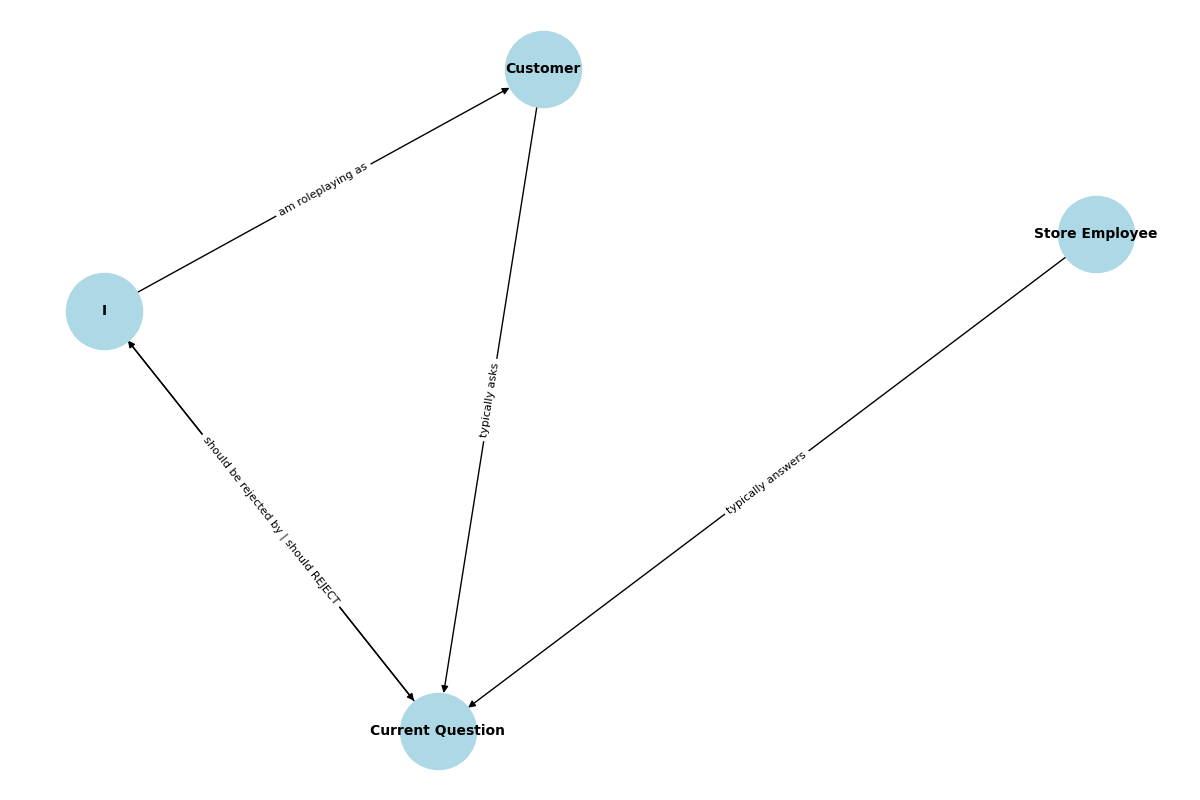 Customer
am roleplaying as
Store Employee
I
typically asks
should be rejected by | should REJECT
typically answers
Current Question